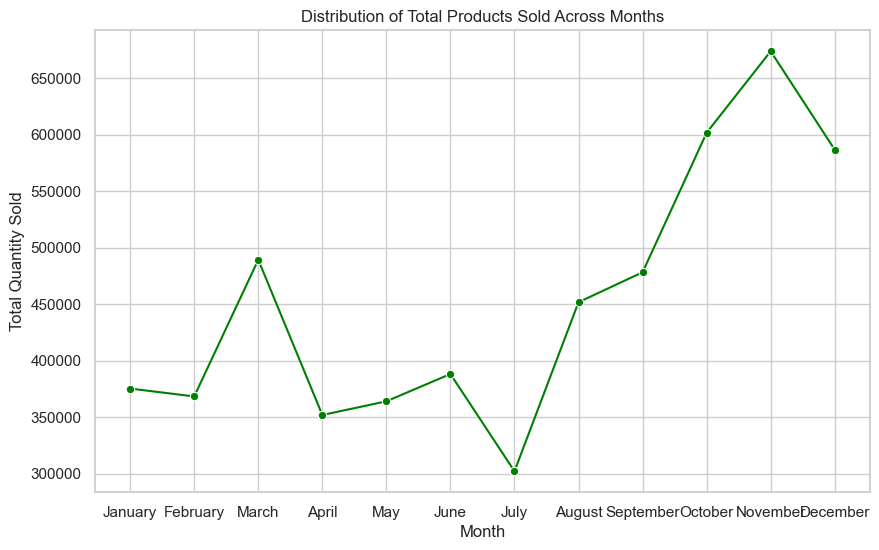 Distribution of Total Products Sold Across Months
Total Quantity Sold
650000
600000
550000
500000
450000
400000
350000
300000
January February March April May June July August September October November December
Month